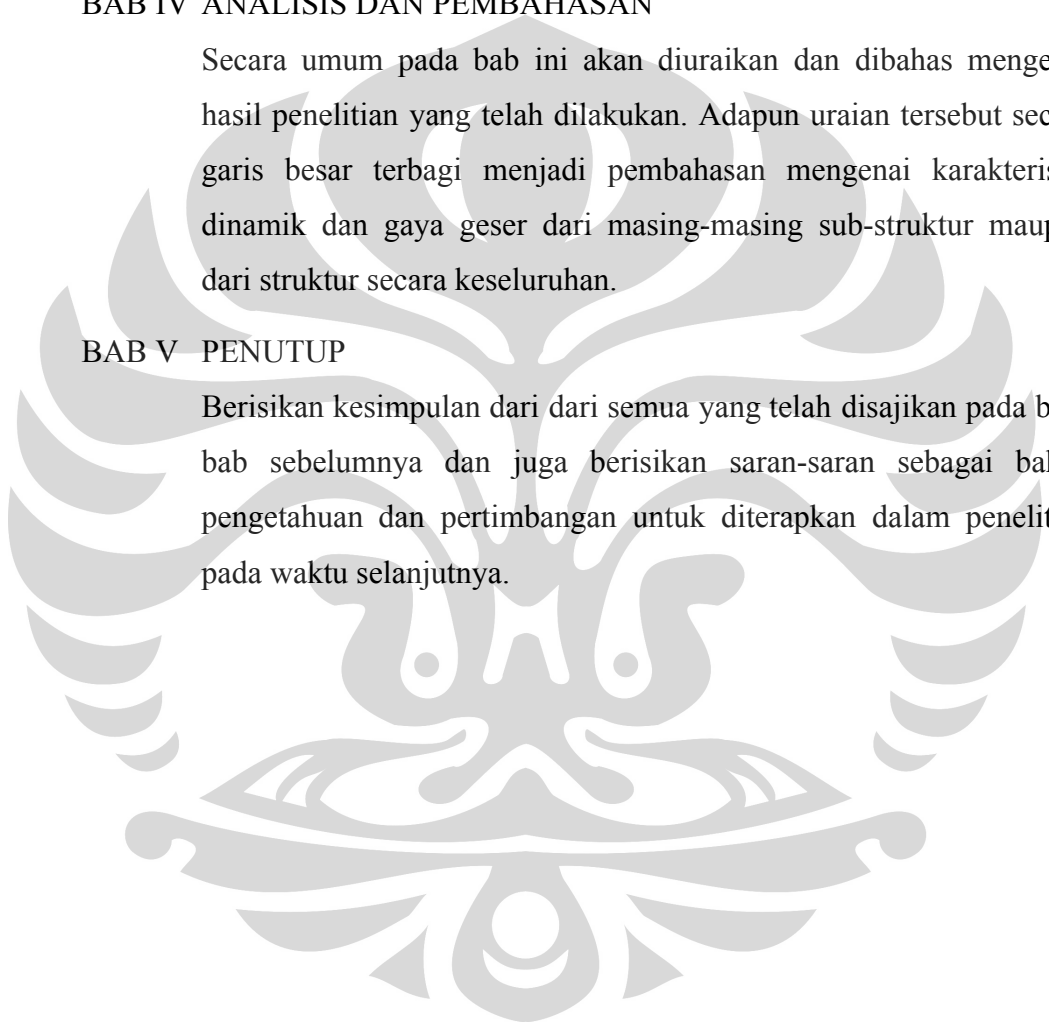 BAB IV ANALISIS DAN PEMBAHASAN
Secara umum pada bab ini akan diuraikan dan dibahas menge
hasil penelitian yang telah dilakukan. Adapun uraian tersebut sec
garis besar terbagi menjadi pembahasan mengenai karakteris
dinamik dan gaya geser dari masing-masing sub-struktur maup
dari struktur secara keseluruhan.
BAB V PENUTUP
Berisikan kesimpulan dari dari semua yang telah disajikan pada b
bab sebelumnya dan juga berisikan saran-saran sebagai bah
pengetahuan dan pertimbangan untuk diterapkan dalam penelit
pada waktu selanjutnya.